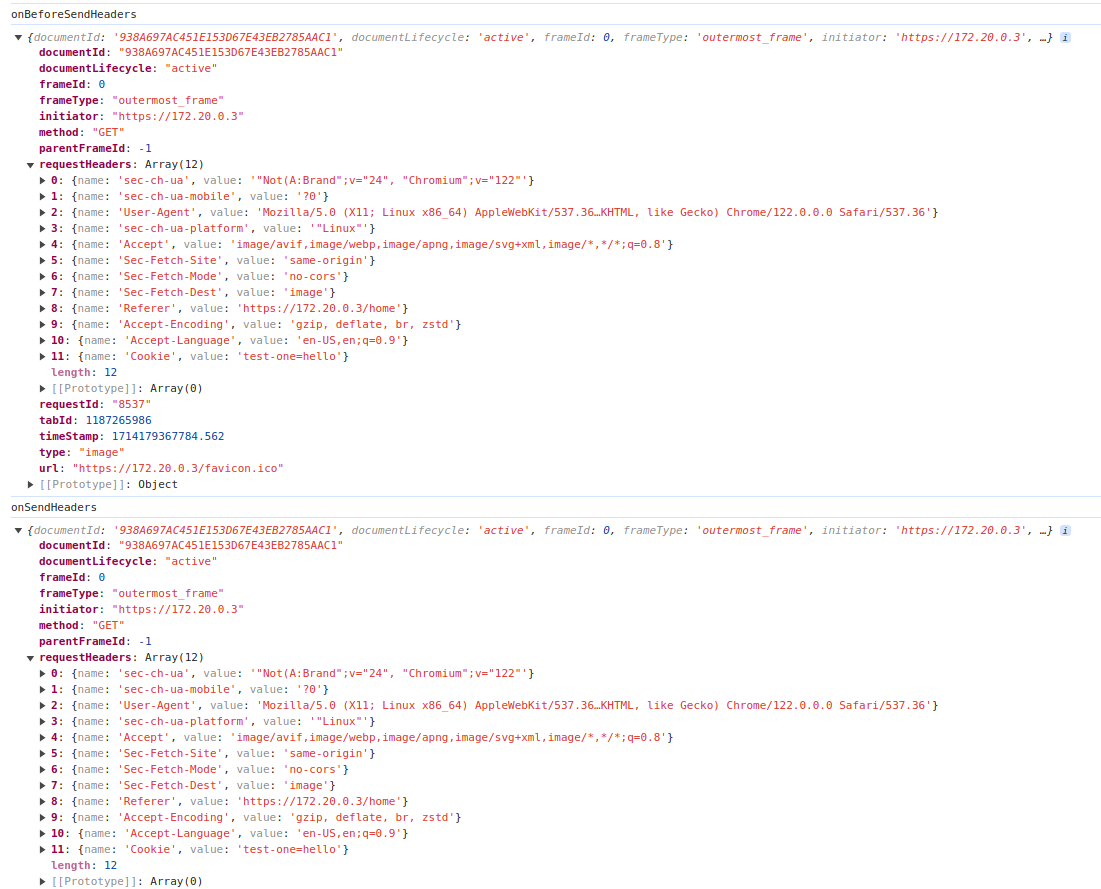 onBeforeSendHeaders
{documentId: '938A697AC451E153D67E43EB2785AAC1', documentLifecycle: 'active', frameId: 0, frameType: 'outermost_frame', initiator: 'https://172.20.0.3', …} i
documentId: "938A697AC451E153D67E43EB2785AAC1"
documentLifecycle: "active"
frameId: 0
frameType: "outermost_frame"
initiator: "https://172.20.0.3"
method: "GET"
parentFrameId: -1
requestHeaders: Array(12)
0: {name: 'sec-ch-ua', value: '"Not(A:Brand";v="24", "Chromium";v="122"'}
1: {name: 'sec-ch-ua-mobile', value: '?0'}
2: {name: 'User-Agent', value: 'Mozilla/5.0 (X11; Linux x86_64) AppleWebKit/537.36…KHTML, like Gecko) Chrome/122.0.0.0 Safari/537.36'}
3: {name: 'sec-ch-ua-platform', value: '"Linux"'}
4: {name: 'Accept', value: 'image/avif,image/webp,image/apng,image/svg+xml,image/*,*/*;q=0.8'}
5: {name: 'Sec-Fetch-Site', value: 'same-origin'}
6: {name: 'Sec-Fetch-Mode', value: 'no-cors'}
7: {name: 'Sec-Fetch-Dest', value: 'image'}
8: {name: 'Referer', value: 'https://172.20.0.3/home'}
9: {name: 'Accept-Encoding', value: 'gzip, deflate, br, zstd'}
10: {name: 'Accept-Language', value: 'en-US,en;q=0.9'}
11: {name: 'Cookie', value: 'test-one=hello'}
length: 12
[[Prototype]]: Array(0)
requestId: "8537"
tabId: 1187265986
timeStamp: 1714179367784.562
type: "image"
url: "https://172.20.0.3/favicon.ico"
[[Prototype]]: Object
onSendHeaders
{documentId: '938A697AC451E153D67E43EB2785AAC1', documentLifecycle: 'active', frameId: 0, frameType: 'outermost_frame', initiator: 'https://172.20.0.3', …} i
documentId: "938A697AC451E153D67E43EB2785AAC1"
documentLifecycle: "active"
frameId: 0
frameType: "outermost_frame"
initiator: "https://172.20.0.3"
method: "GET"
parentFrameId: -1
requestHeaders: Array(12)
0: {name: 'sec-ch-ua', value: '"Not(A:Brand";v="24", "Chromium";v="122"'}
1: {name: 'sec-ch-ua-mobile', value: '?0'}
2: {name: 'User-Agent', value: 'Mozilla/5.0 (X11; Linux x86_64) AppleWebKit/537.36…KHTML, like Gecko) Chrome/122.0.0.0 Safari/537.36'}
3: {name: 'sec-ch-ua-platform', value: '"Linux"'}
4: {name: 'Accept', value: 'image/avif,image/webp,image/apng,image/svg+xml,image/*,*/*;q=0.8'}
5: {name: 'Sec-Fetch-Site', value: 'same-origin'}
6: {name: 'Sec-Fetch-Mode', value: 'no-cors'}
7: {name: 'Sec-Fetch-Dest', value: 'image'}
8: {name: 'Referer', value: 'https://172.20.0.3/home'}
9: {name: 'Accept-Encoding', value: 'gzip, deflate, br, zstd'}
10: {name: 'Accept-Language', value: 'en-US,en;q=0.9'}
11: {name: 'Cookie', value: 'test-one=hello'}
length: 12
[[Prototype]]: Array(0)